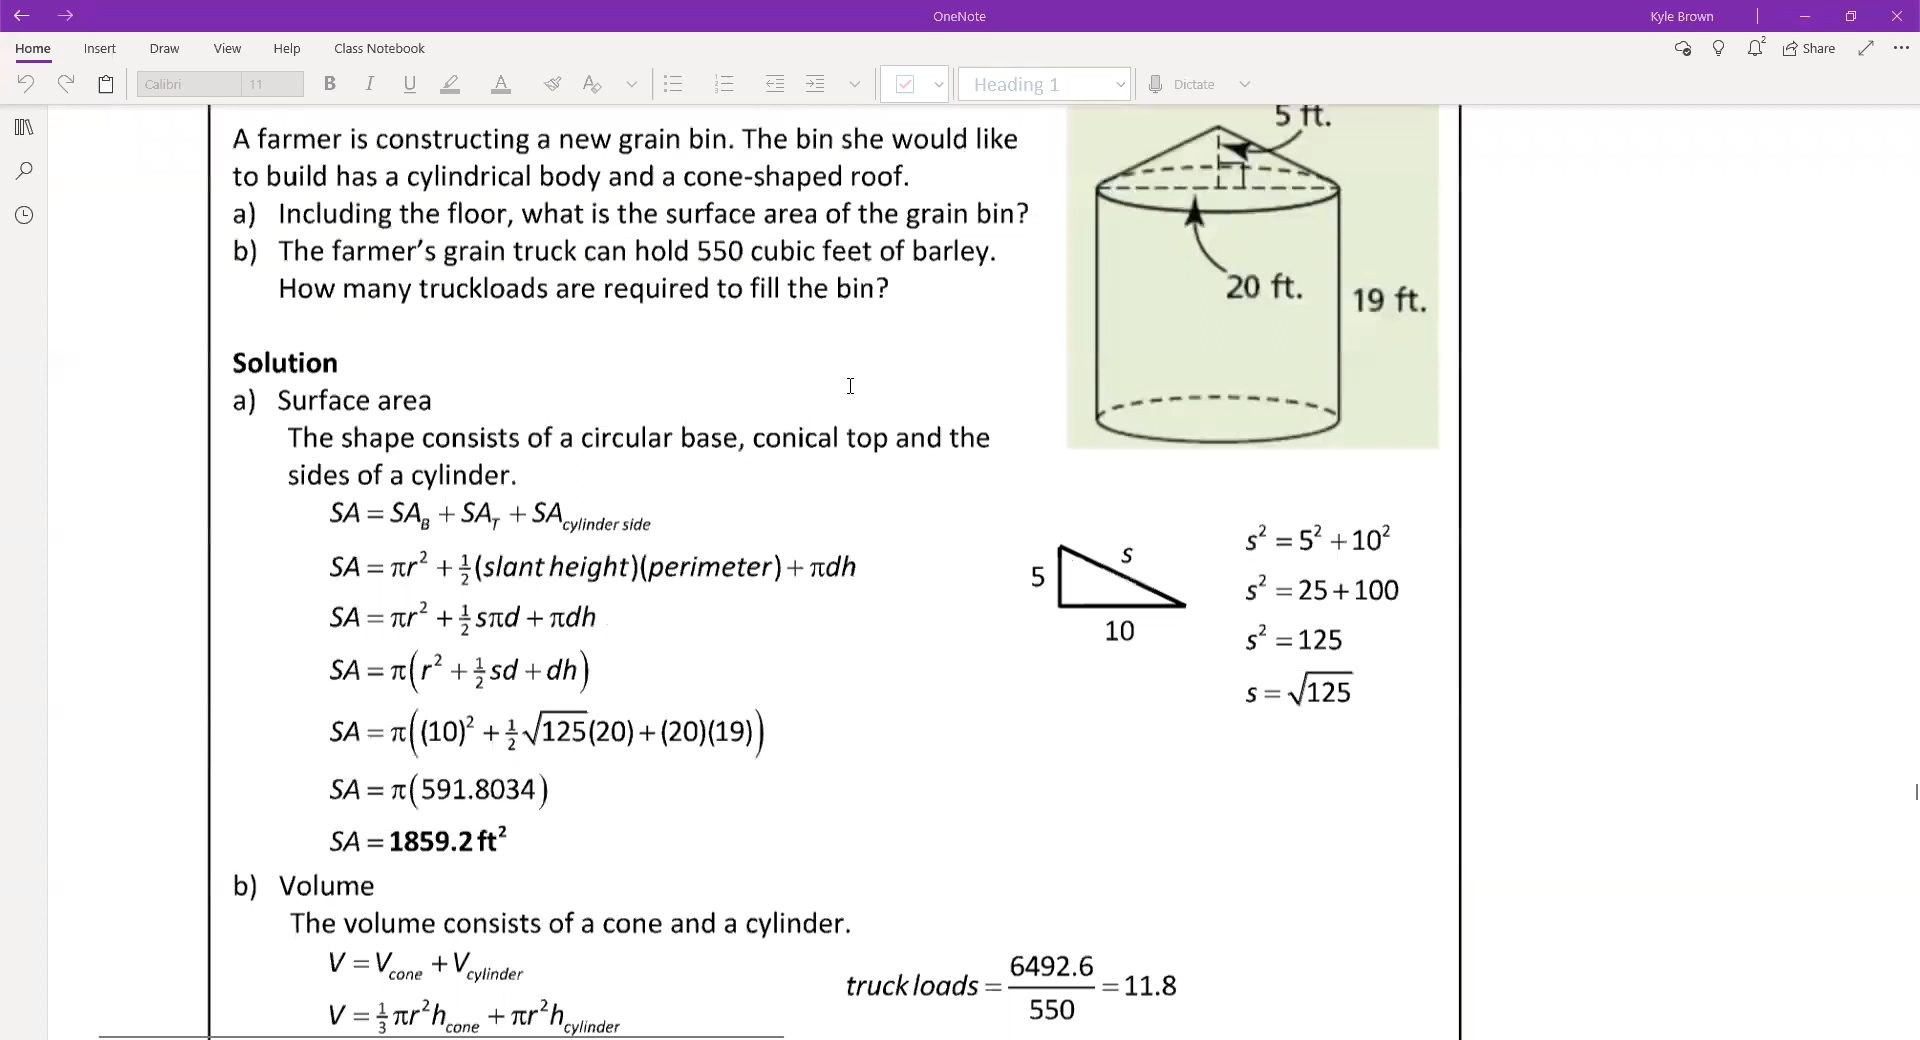 OneNote
Kyle Brown
Home Insert Draw View Help Class Notebook
2
Share
Calibri 11 B I U A A Heading 1 Dictate
A farmer is constructing a new grain bin. The bin she would like
to build has a cylindrical body and a cone-shaped roof.
a) Including the floor, what is the surface area of the grain bin?
b) The farmer's grain truck can hold 550 cubic feet of barley.
How many truckloads are required to fill the bin?
5 ft.
20 ft.
19 ft.
Solution
a) Surface area
The shape consists of a circular base, conical top and the
sides of a cylinder.
SA = SA_B + SA_T + SA_cylinder side
SA = πr² + ½(slant height)(perimeter) + πdh
SA = πr² + ½sπd + πdh
SA = π(r² + ½sd + dh)
SA = π((10)² + ½√125(20) + (20)(19))
SA = π(591.8034)
SA = 1859.2 ft²
5
s
10
s² = 5² + 10²
s² = 25 + 100
s² = 125
s = √125
b) Volume
The volume consists of a cone and a cylinder.
V = V_cone + V_cylinder
V = ⅓πr²h_cone + πr²h_cylinder
truck loads = 6492.6/550 = 11.8